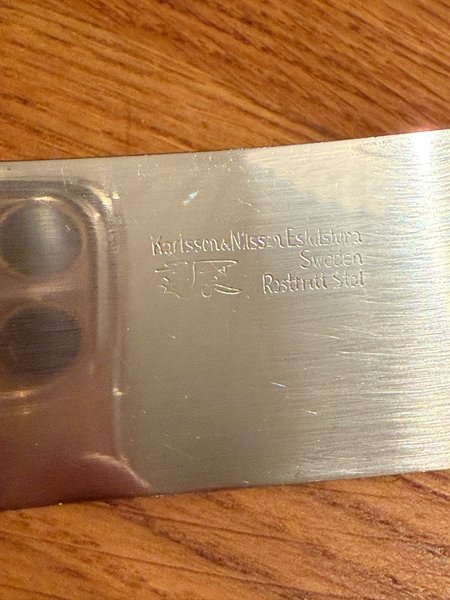 Karlsson & Nilsson Eskilstuna
Sweden
Rostfritt Stål